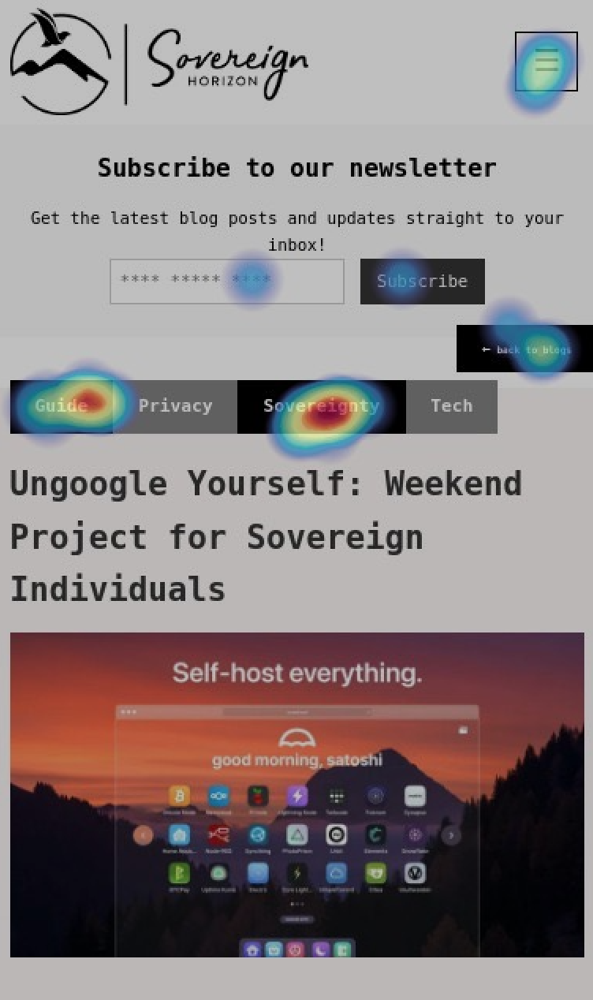 Sovereign
HORIZON
Subscribe to our newsletter
Get the latest blog posts and updates straight to your
inbox!
**** ***** **** Subscribe
← back to blogs
Guide Privacy Sovereignty Tech
Ungoogle Yourself: Weekend
Project for Sovereign
Individuals
Self-host everything.
good morning, satoshi